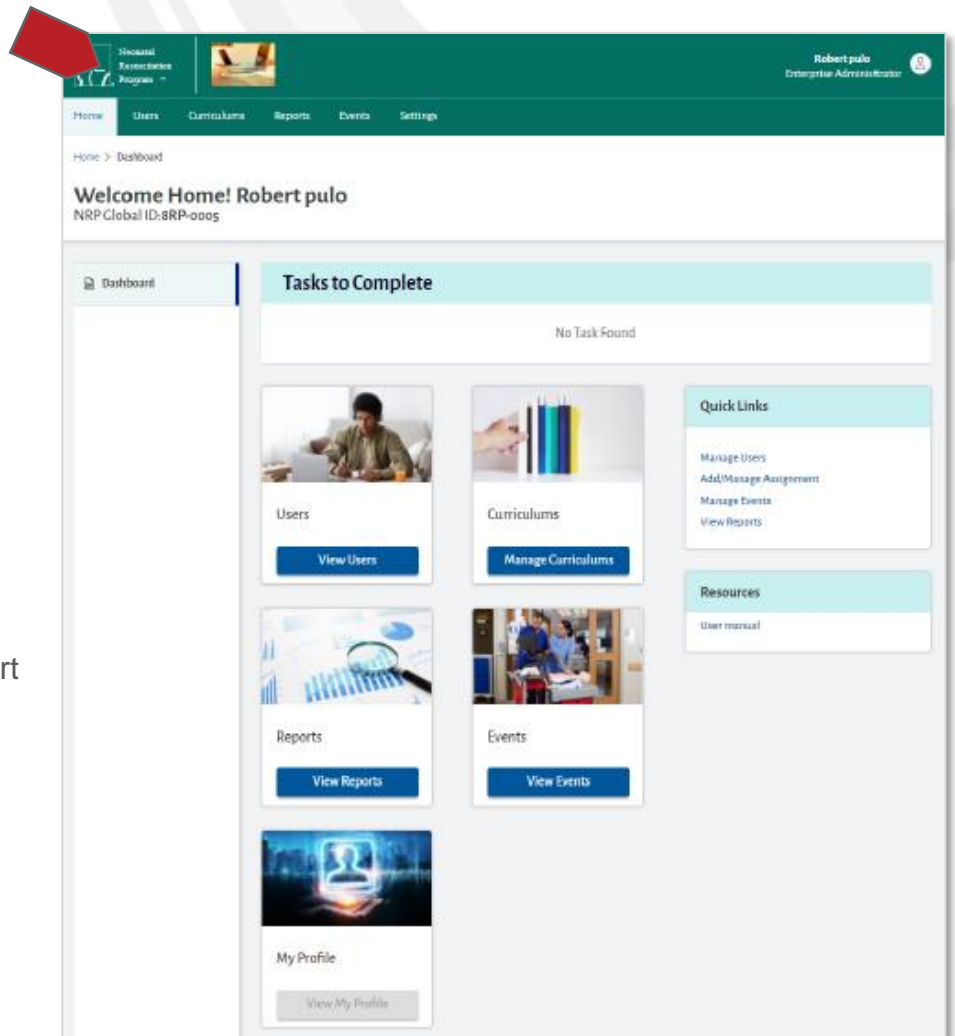 Neonatal
Resuscitation
Program
Robert pulo
Enterprise Administrator
Home Users Curriculums Reports Events Settings
Home > Dashboard
Welcome Home! Robert pulo
NRP Global ID:8RP-0005
Dashboard
Tasks to Complete
No Task Found
Users
View Users
Curriculums
Manage Curriculums
Quick Links
Manage Users
Add/Manage Assignment
Manage Events
View Reports
Resources
User manual
rt
Reports
View Reports
Events
View Events
My Profile
View My Profile